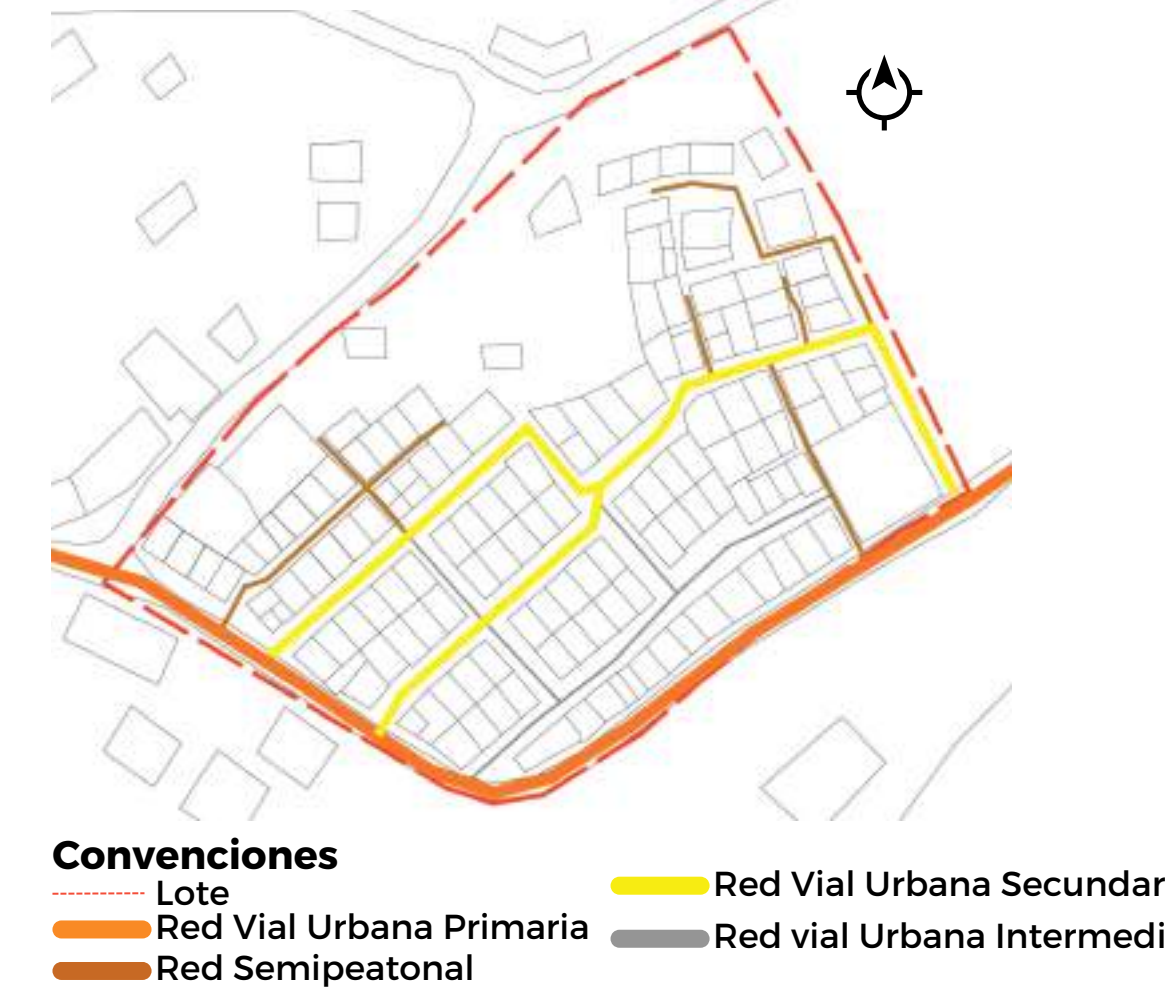 Convenciones
Lote
Red Vial Urbana Primaria
Red Semipeatonal
Red Vial Urbana Secundar
Red vial Urbana Intermedi